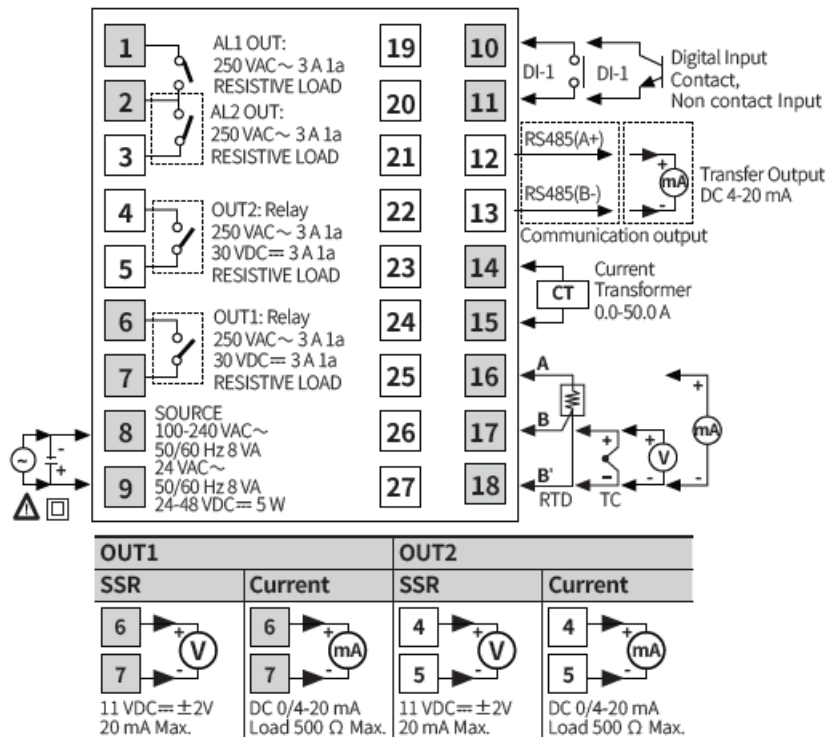 1
AL1 OUT:
250 VAC～ 3 A 1a
RESISTIVE LOAD
2
AL2 OUT:
250 VAC～ 3 A 1a
RESISTIVE LOAD
3
4
OUT2: Relay
250 VAC～ 3 A 1a
30 VDC⎓ 3 A 1a
RESISTIVE LOAD
5
6
OUT1: Relay
250 VAC～ 3 A 1a
30 VDC⎓ 3 A 1a
RESISTIVE LOAD
7
8
SOURCE
100-240 VAC～
50/60 Hz 8 VA
24 VAC～
50/60 Hz 8 VA
24-48 VDC⎓ 5 W
9
~
-
+
!
19
20
21
22
23
24
25
26
27
10
11
DI-1
DI-1
Digital Input
Contact,
Non contact Input
12
RS485(A+)
13
RS485(B-)
+
mA
-
Transfer Output
DC 4-20 mA
Communication output
14
15
CT
Current
Transformer
0.0-50.0 A
16
A
17
B
18
B'
RTD
+
-
TC
+
V
-
+
mA
-
OUT1 OUT2
SSR Current SSR Current
6 + V
7 -
11 VDC⎓ ±2V
20 mA Max.
6 + mA
7 -
DC 0/4-20 mA
Load 500 Ω Max.
4 + V
5 -
11 VDC⎓ ±2V
20 mA Max.
4 + mA
5 -
DC 0/4-20 mA
Load 500 Ω Max.